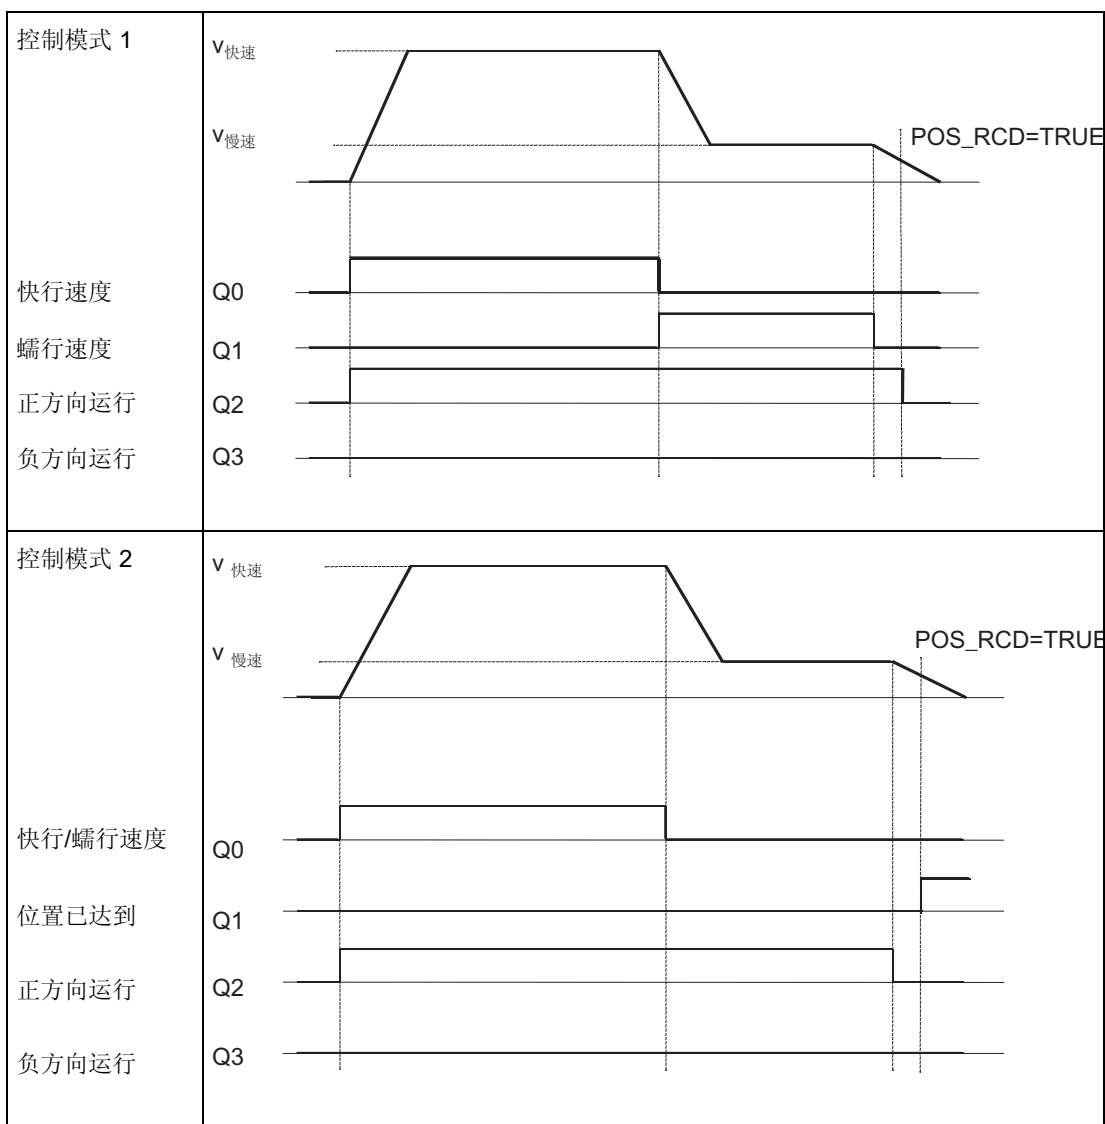 控制模式 1
v快速
v慢速
POS_RCD=TRUE
快行速度 Q0
蠕行速度 Q1
正方向运行 Q2
负方向运行 Q3
控制模式 2
v 快速
v 慢速
POS_RCD=TRUE
快行/蠕行速度 Q0
位置已达到 Q1
正方向运行 Q2
负方向运行 Q3